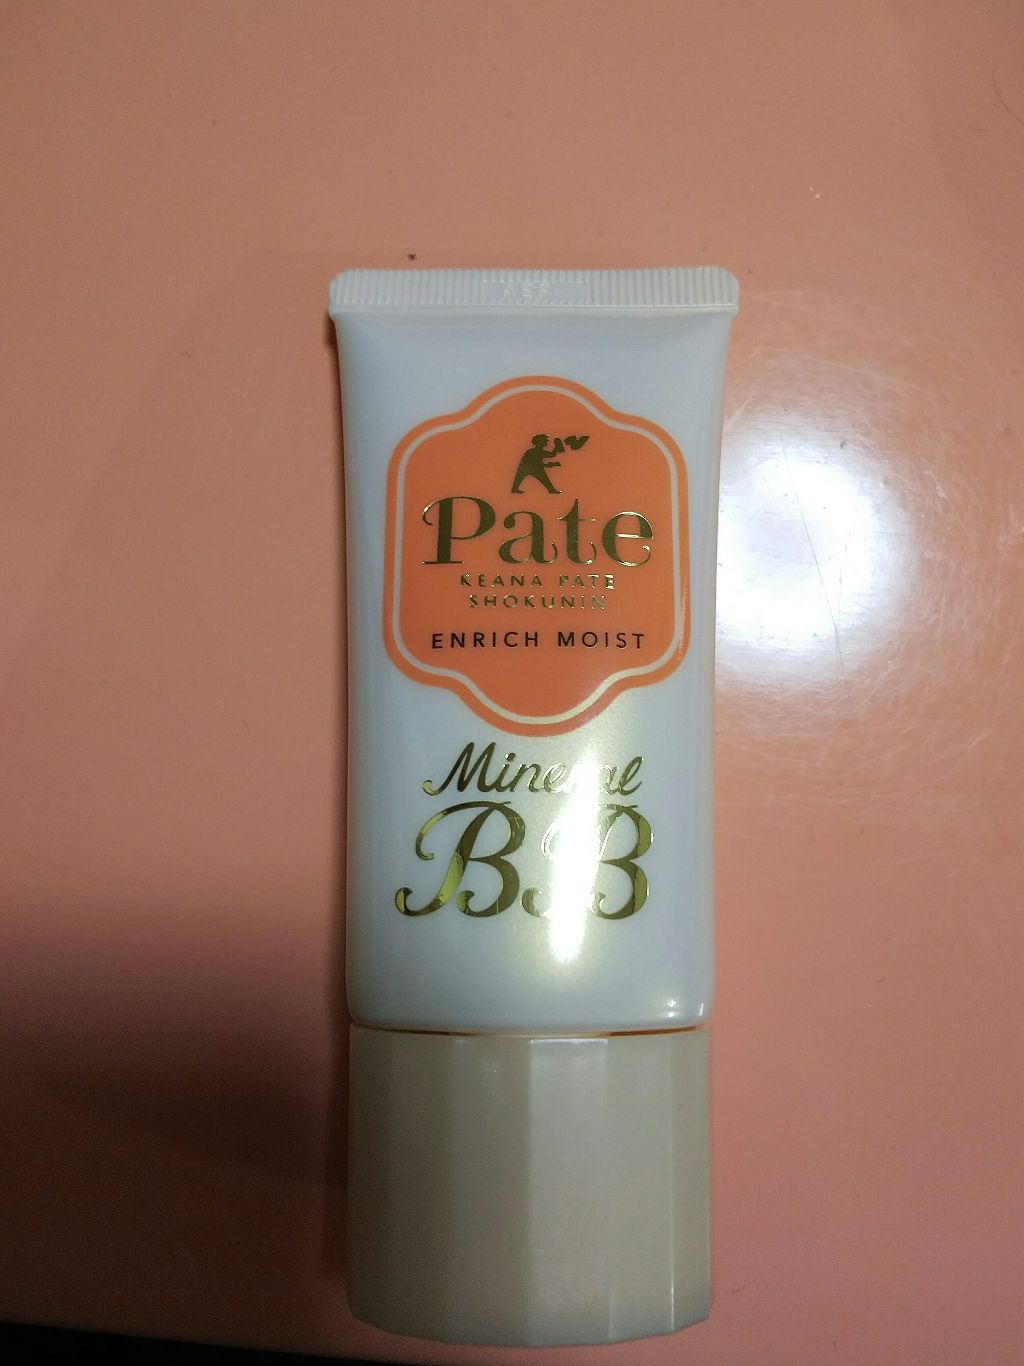 Pate
KEANA PATE
SHOKUNIN
ENRICH MOIST
Mineral
BB